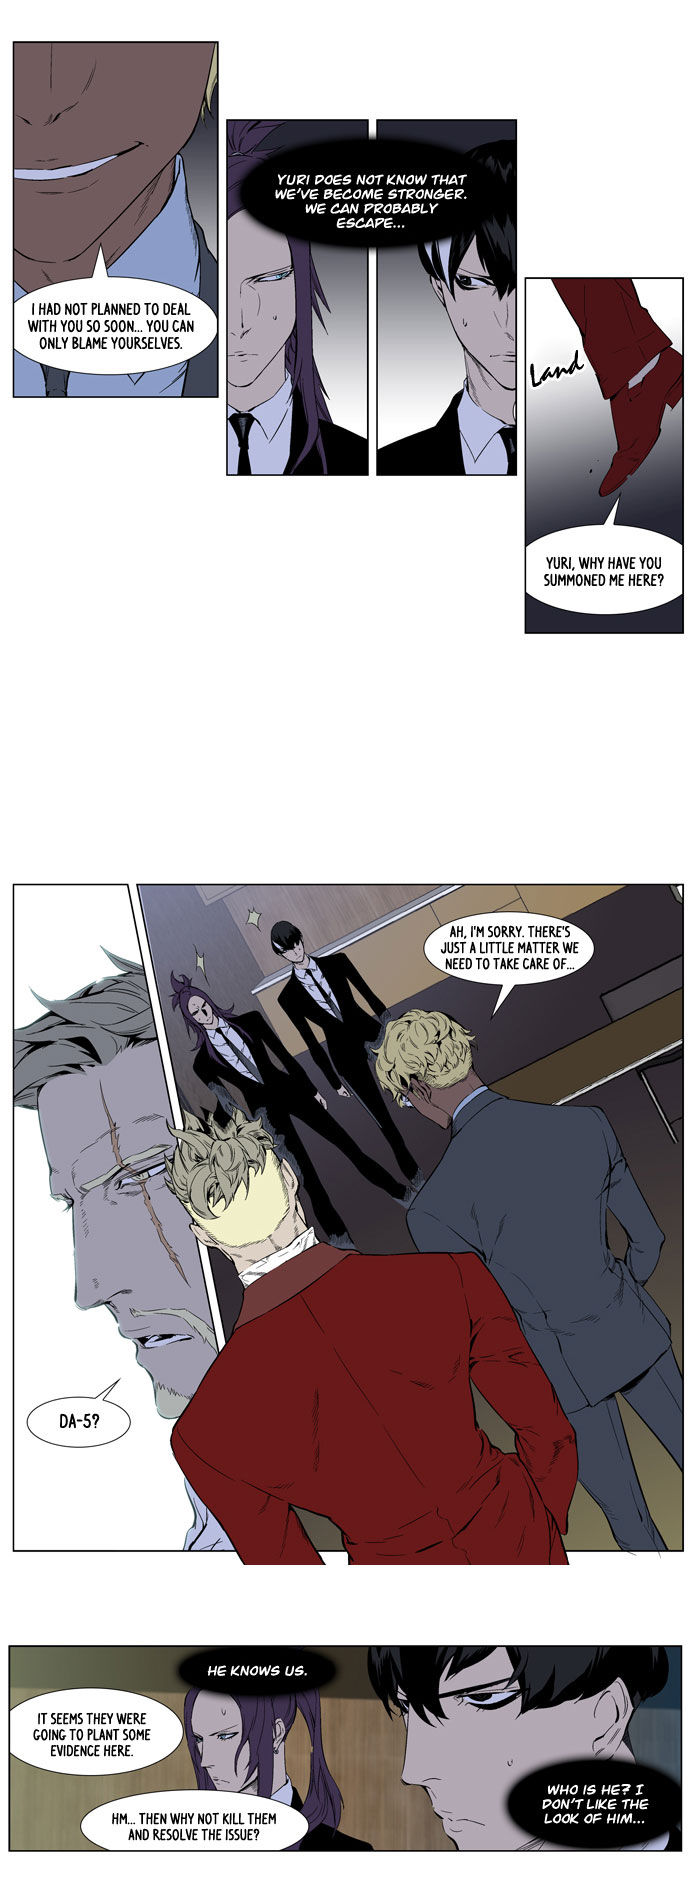 YURI DOES NOT KNOW THAT
WE'VE BECOME STRONGER.
WE CAN PROBABLY
ESCAPE...
I HAD NOT PLANNED TO DEAL
WITH YOU SO SOON... YOU CAN
ONLY BLAME YOURSELVES.
Land
YURI, WHY HAVE YOU
SUMMONED ME HERE?
AH, I'M SORRY. THERE'S
JUST A LITTLE MATTER WE
NEED TO TAKE CARE OF...
DA-5?
HE KNOWS US.
IT SEEMS THEY WERE
GOING TO PLANT SOME
EVIDENCE HERE.
HM... THEN WHY NOT KILL THEM
AND RESOLVE THE ISSUE?
WHO IS HE? I
DON'T LIKE THE
LOOK OF HIM...